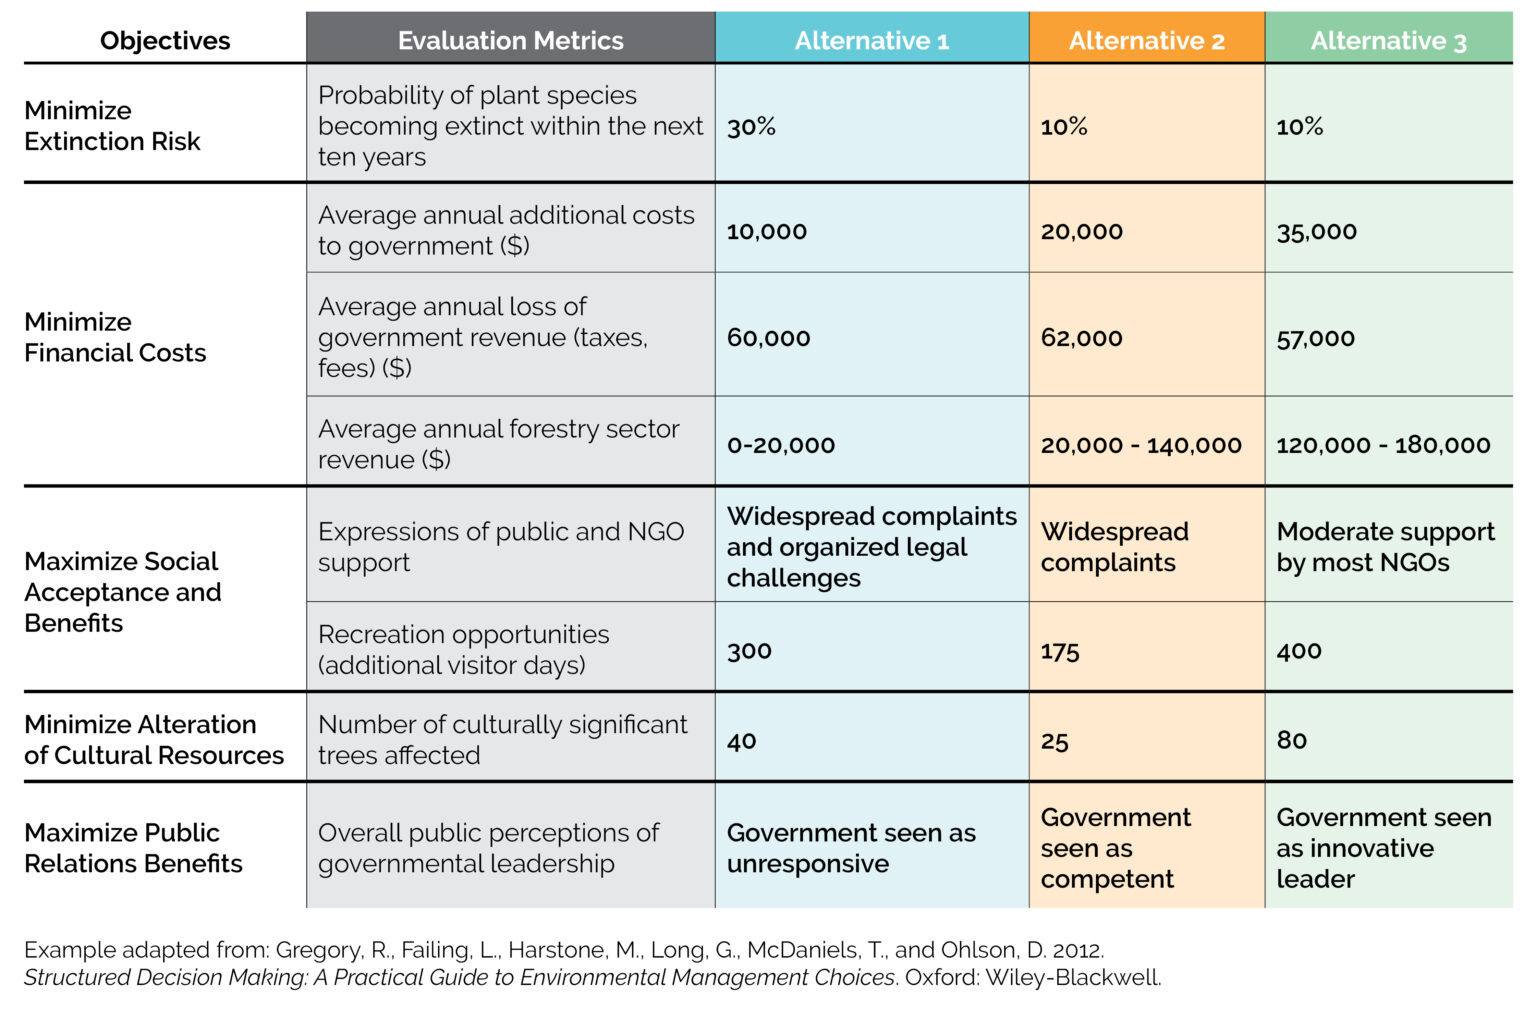 Objectives
Evaluation Metrics
Alternative 1
Alternative 2
Alternative 3
Minimize
Extinction Risk
Probability of plant species
becoming extinct within the next
ten years
30%
10%
10%
Minimize
Financial Costs
Average annual additional costs
to government ($)
10,000
20,000
35,000
Average annual loss of
government revenue (taxes,
fees) ($)
60,000
62,000
57,000
Average annual forestry sector
revenue ($)
0-20,000
20,000 - 140,000
120,000 - 180,000
Maximize Social
Acceptance and
Benefits
Expressions of public and NGO
support
Widespread complaints
and organized legal
challenges
Widespread
complaints
Moderate support
by most NGOs
Recreation opportunities
(additional visitor days)
300
175
400
Minimize Alteration
of Cultural Resources
Number of culturally significant
trees affected
40
25
80
Maximize Public
Relations Benefits
Overall public perceptions of
governmental leadership
Government seen as
unresponsive
Government
seen as
competent
Government seen
as innovative
leader
Example adapted from: Gregory, R., Failing, L., Harstone, M., Long, G., McDaniels, T., and Ohlson, D. 2012.
Structured Decision Making: A Practical Guide to Environmental Management Choices. Oxford: Wiley-Blackwell.